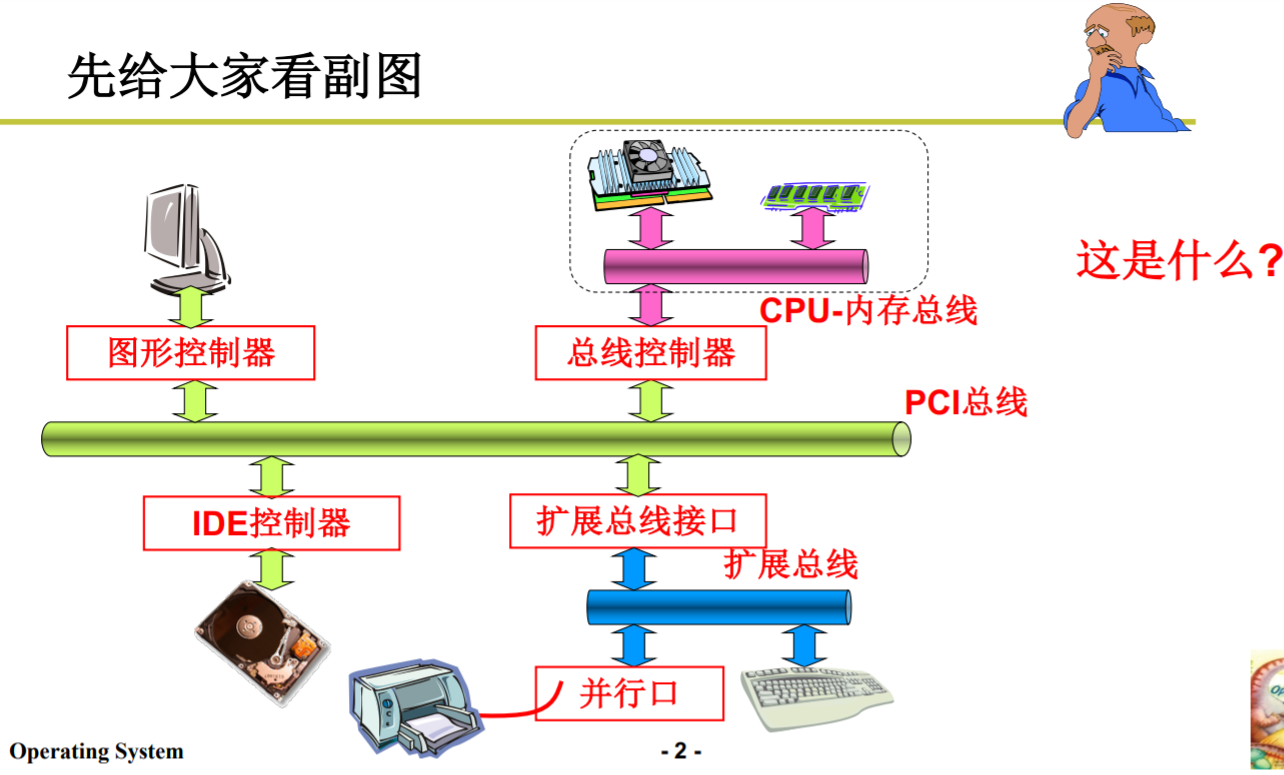 先给大家看副图
这是什么?
CPU-内存总线
图形控制器
总线控制器
PCI总线
IDE控制器
扩展总线接口
扩展总线
并行口
Operating System
- 2 -